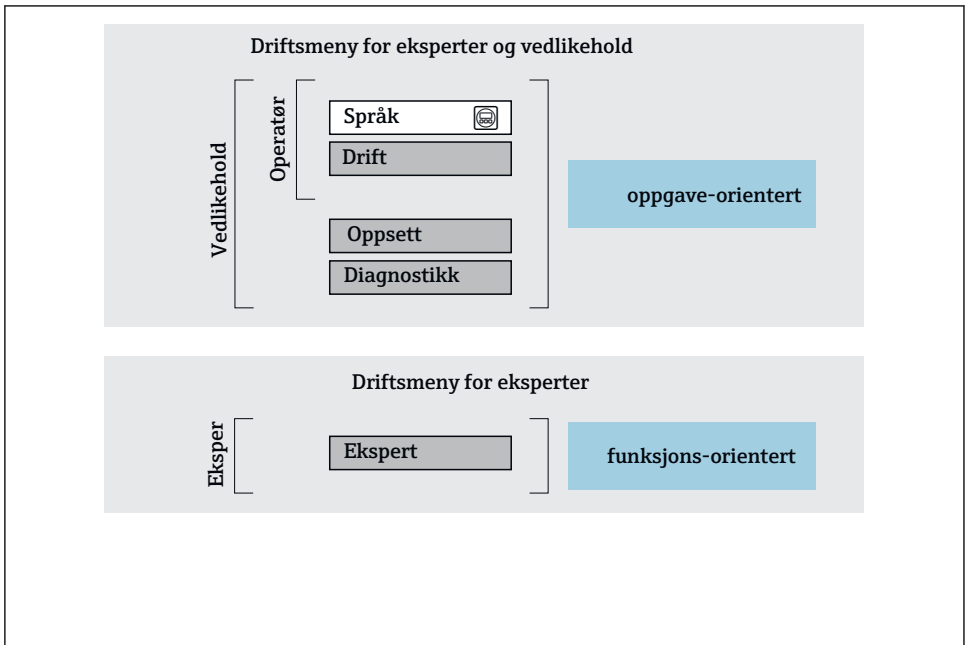 Driftsmeny for eksperter og vedlikehold
Vedlikehold
Operatør
Språk
Drift
Oppsett
Diagnostikk
oppgave-orientert
Driftsmeny for eksperter
Eksper
Ekspert
funksjons-orientert